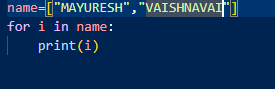 name=["MAYURESH","VAISHNAVAI"]
for i in name:
    print(i)